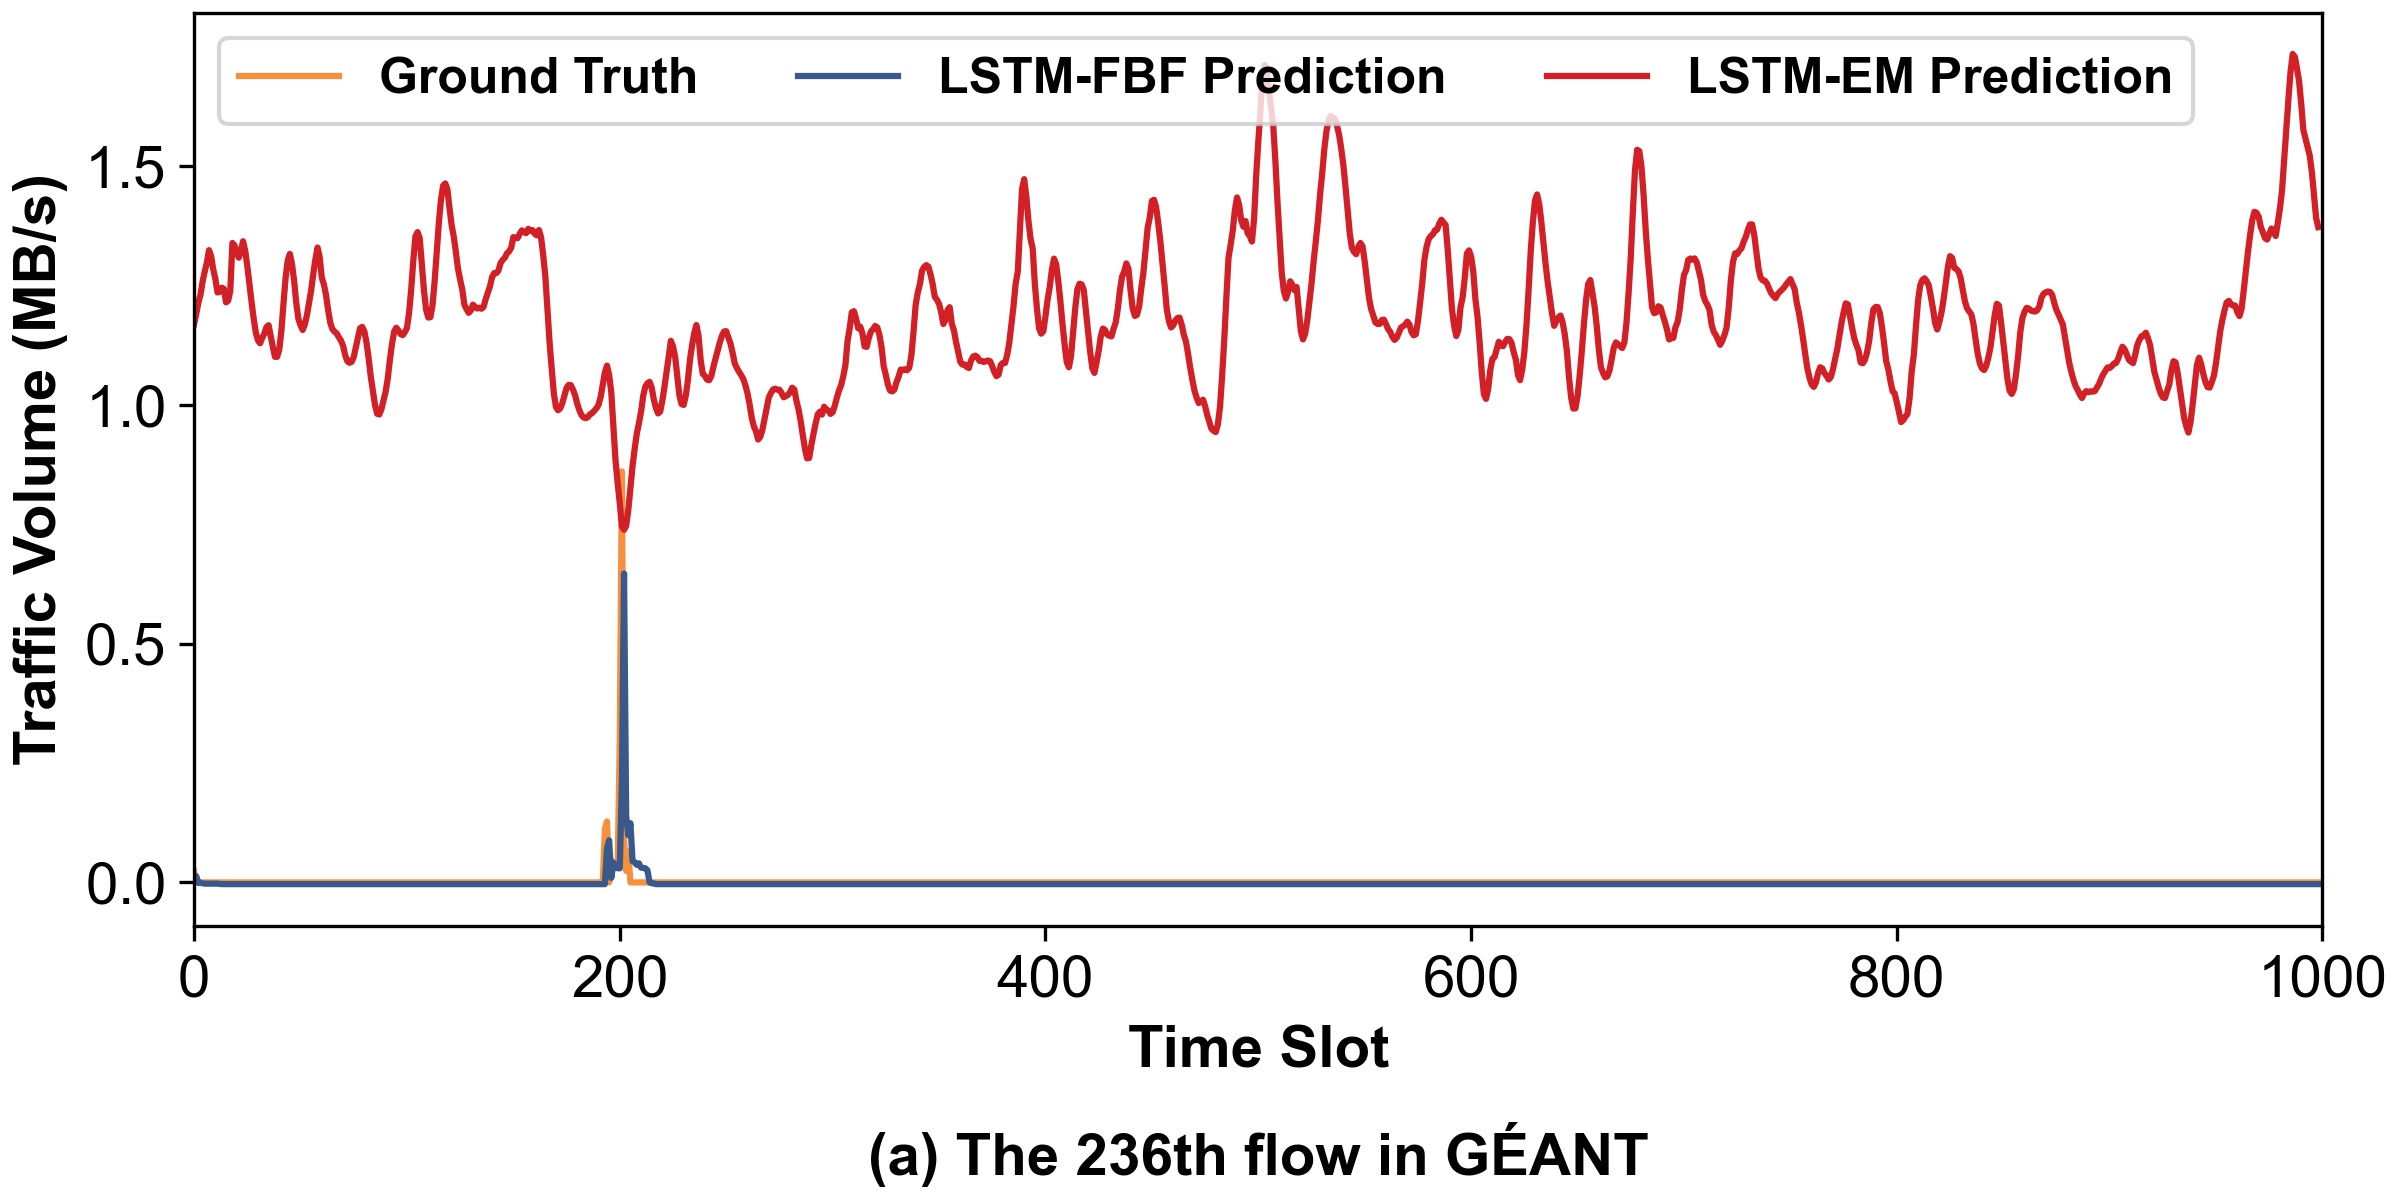 Ground Truth LSTM-FBF Prediction LSTM-EM Prediction
Traffic Volume (MB/s)
1.5
1.0
0.5
0.0
0 200 400 600 800 1000
Time Slot
(a) The 236th flow in GÉANT